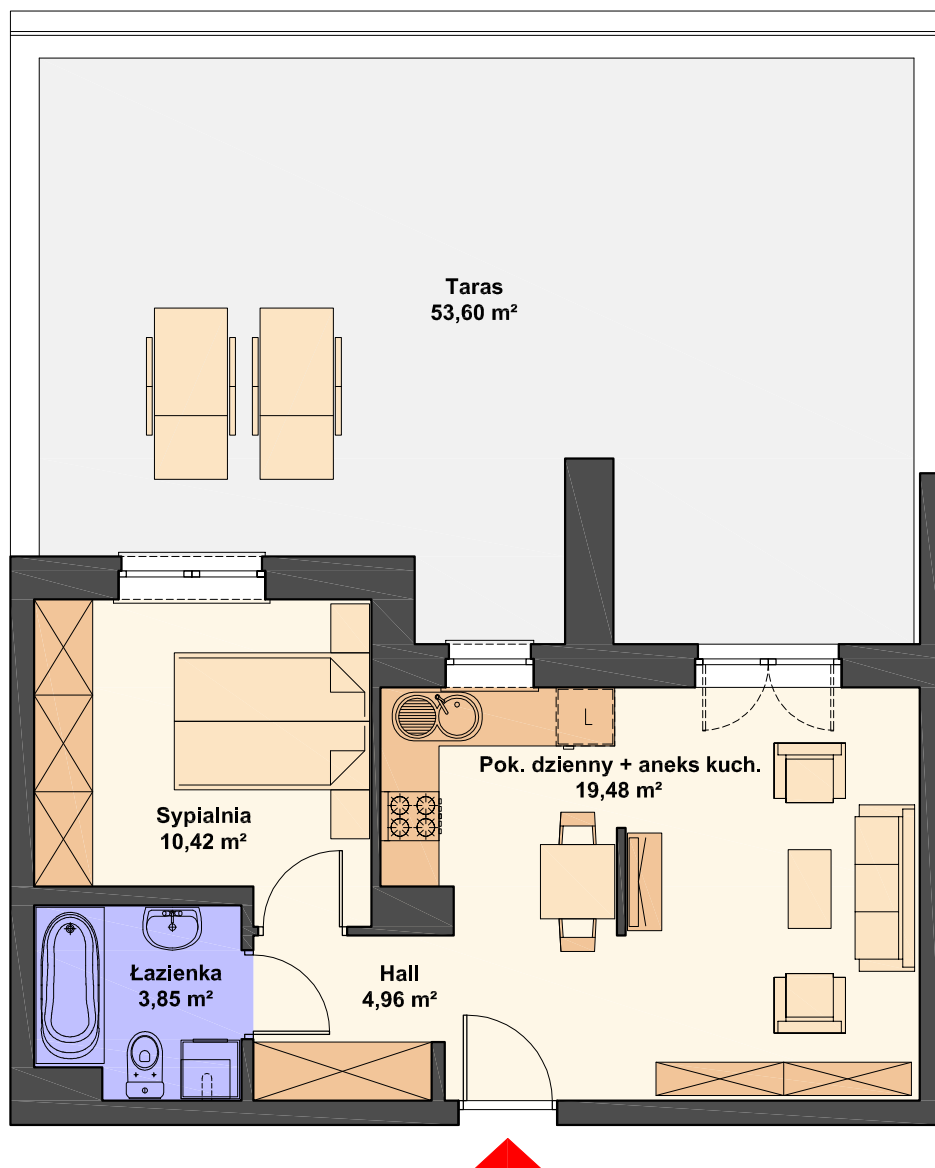 Taras
53,60 m²
L
Pok. dzienny + aneks kuch.
19,48 m²
Sypialnia
10,42 m²
Łazienka
3,85 m²
Hall
4,96 m²